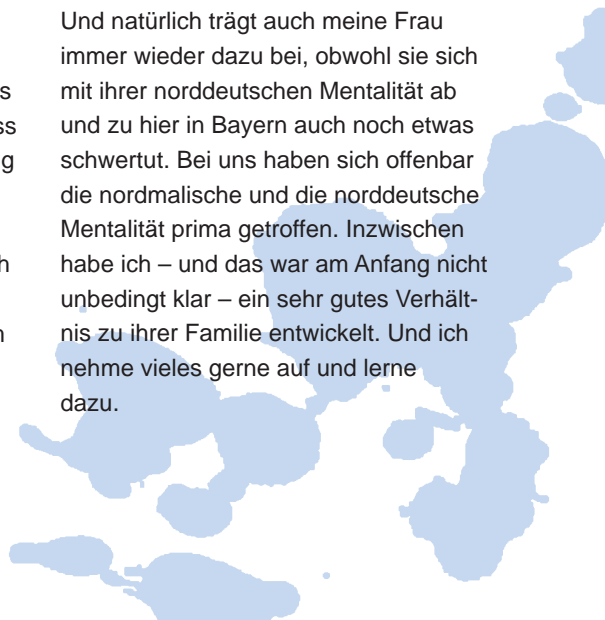 s
ss
g
h
n
Und natürlich trägt auch meine Frau
immer wieder dazu bei, obwohl sie sich
mit ihrer norddeutschen Mentalität ab
und zu hier in Bayern auch noch etwas
schwertut. Bei uns haben sich offenbar
die nordmalische und die norddeutsche
Mentalität prima getroffen. Inzwischen
habe ich – und das war am Anfang nicht
unbedingt klar – ein sehr gutes Verhält-
nis zu ihrer Familie entwickelt. Und ich
nehme vieles gerne auf und lerne
dazu.